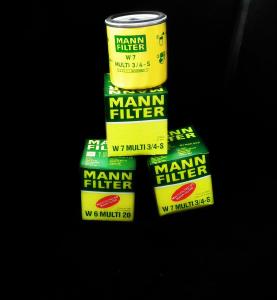 MANN
FILTER
W 7
MULTI 3/4-S
MANN
FILTER
W 7 MULTI 3/4-S
MANN
FILTER
W 6 MULTI 20
MANN
FILTER
W 7 MULTI 3/4-S